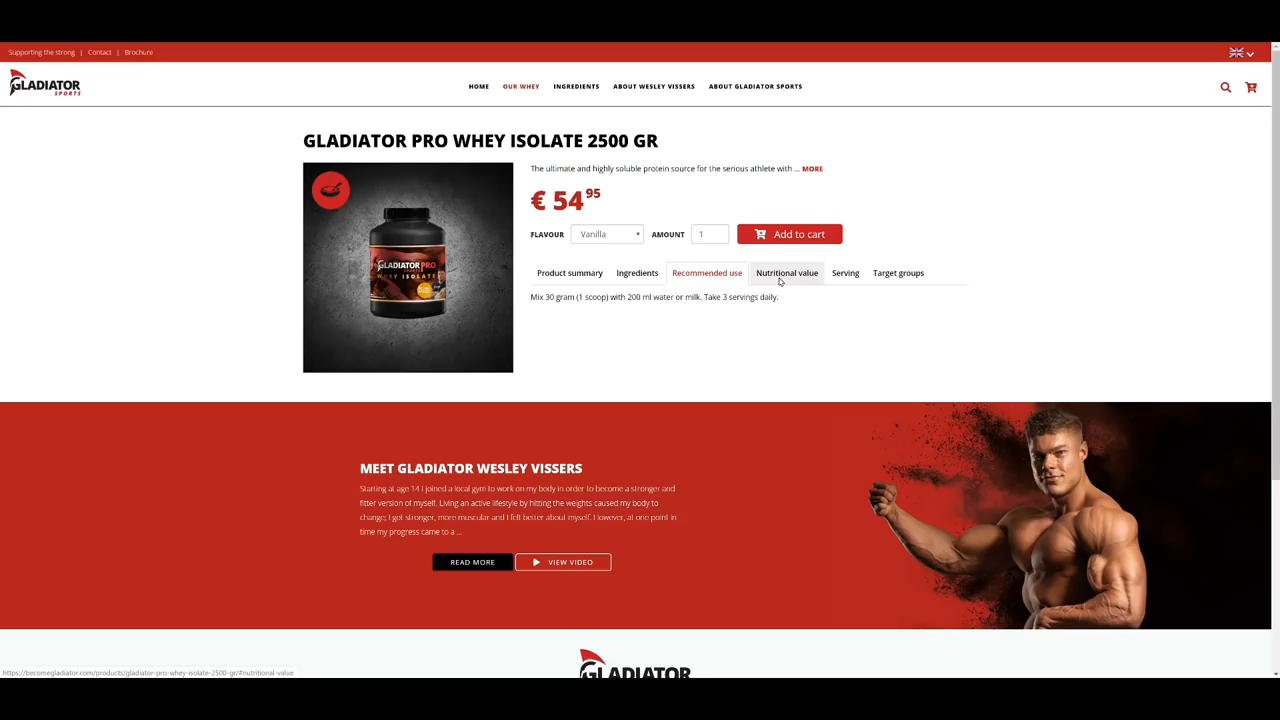 Supporting the strong | Contact | Brochure
GLADIATOR
SPORTS
HOME OUR WHEY INGREDIENTS ABOUT WESLEY VISSERS ABOUT GLADIATOR SPORTS
GLADIATOR PRO WHEY ISOLATE 2500 GR
The ultimate and highly soluble protein source for the serious athlete with ... MORE
€ 54 95
FLAVOUR Vanilla AMOUNT 1 Add to cart
GLADIATOR PRO
WHEY ISOLATE
Product summary Ingredients Recommended use Nutritional value Serving Target groups
Mix 30 gram (1 scoop) with 200 ml water or milk. Take 3 servings daily.
MEET GLADIATOR WESLEY VISSERS
Starting at age 14 I joined a local gym to work on my body in order to become a stronger and
fitter version of myself. Living an active lifestyle by hitting the weights caused my body to
change; I got stronger, more muscular and I felt better about myself. However, at one point in
time my progress came to a ...
READ MORE VIEW VIDEO
GLADIATOR
https://becomegladiator.com/products/gladiator-pro-whey-isolate-2500-gr/#nutritional-value